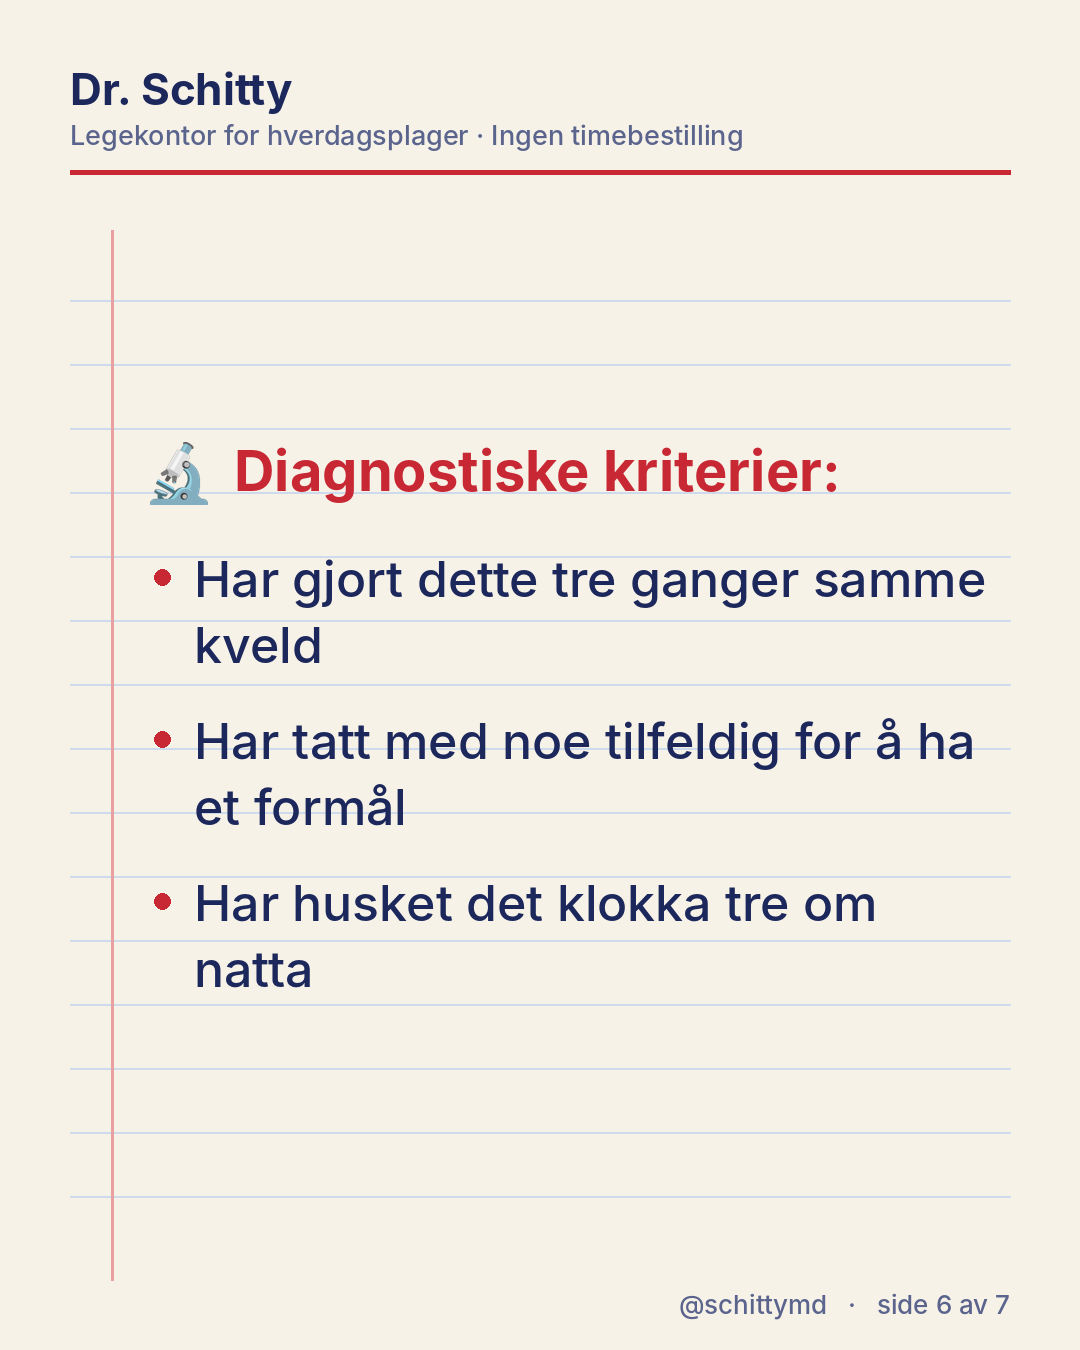 Dr. Schitty
Legekontor for hverdagsplager · Ingen timebestilling
🔬 Diagnostiske kriterier:
• Har gjort dette tre ganger samme
kveld
• Har tatt med noe tilfeldig for å ha
et formål
• Har husket det klokka tre om
natta
@schittymd · side 6 av 7